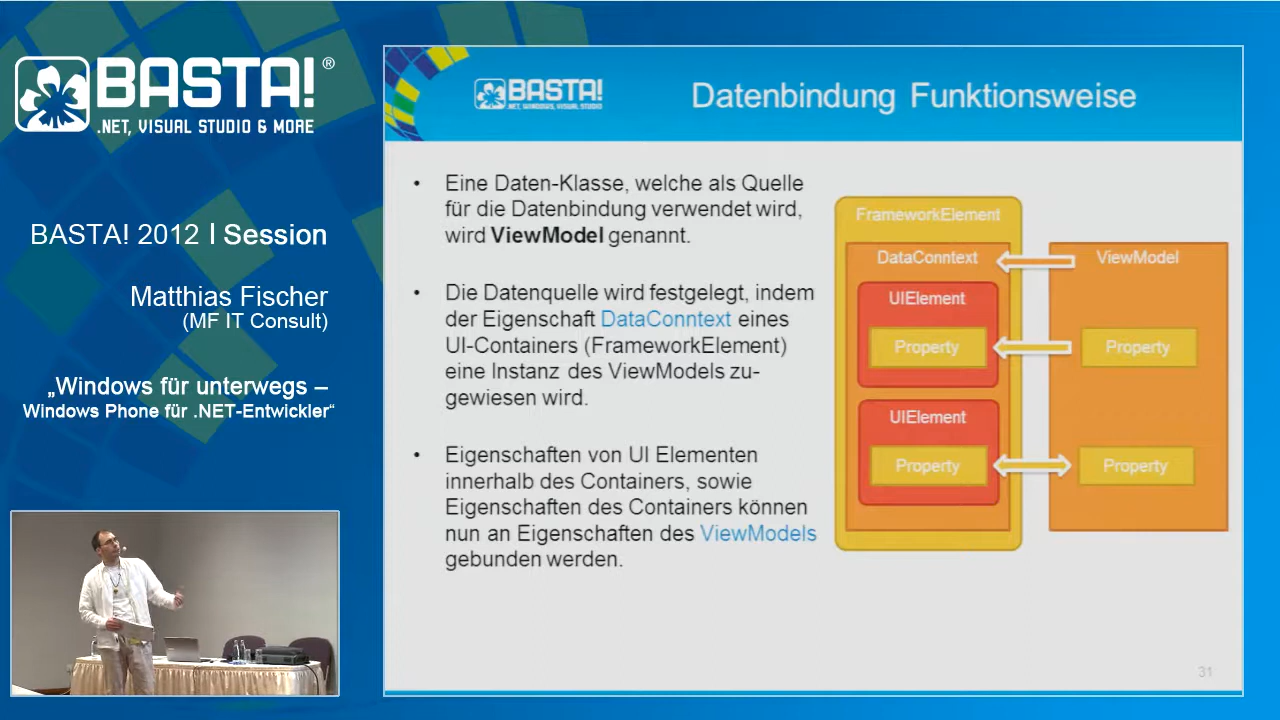 BASTA!®
.NET, VISUAL STUDIO & MORE
BASTA! 2012 | Session
Matthias Fischer
(MF IT Consult)
„Windows für unterwegs –
Windows Phone für .NET-Entwickler“
BASTA!
.NET, WINDOWS, VISUAL STUDIO
Datenbindung Funktionsweise
• Eine Daten-Klasse, welche als Quelle
für die Datenbindung verwendet wird,
wird ViewModel genannt.
• Die Datenquelle wird festgelegt, indem
der Eigenschaft DataConntext eines
UI-Containers (FrameworkElement)
eine Instanz des ViewModels zu-
gewiesen wird.
• Eigenschaften von UI Elementen
innerhalb des Containers, sowie
Eigenschaften des Containers können
nun an Eigenschaften des ViewModels
gebunden werden.
FrameworkElement
DataConntext
ViewModel
UIElement
Property
Property
UIElement
Property
Property
31